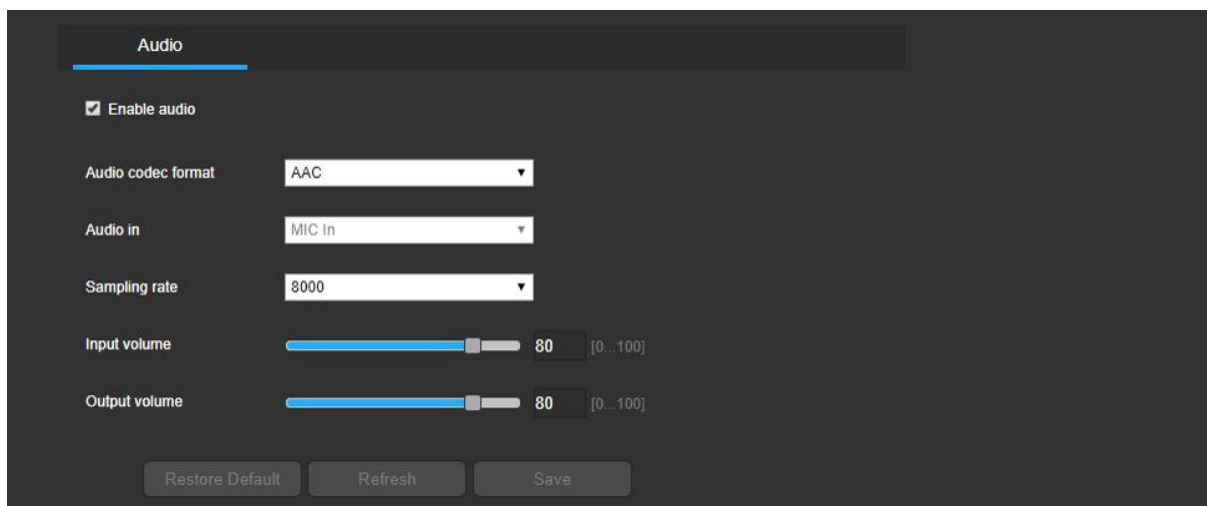 Audio
Enable audio
Audio codec format AAC
Audio in MIC In
Sampling rate 8000
Input volume 80 [0...100]
Output volume 80 [0...100]
Restore Default Refresh Save